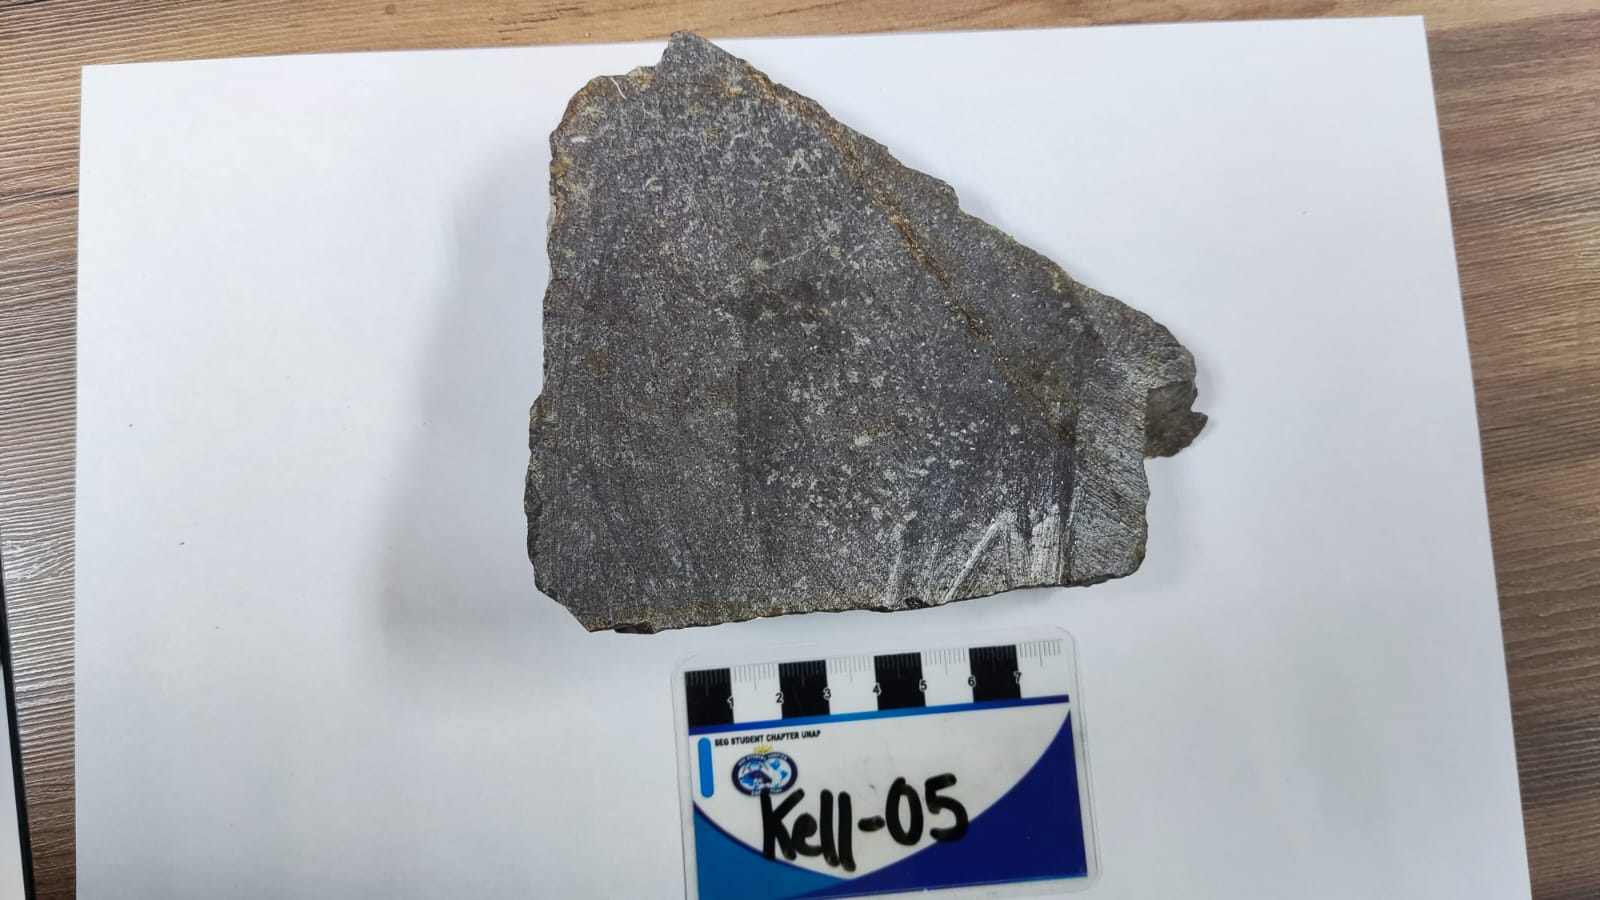 1 2 3 4 5 6 7
SEG STUDENT CHAPTER UNAP
Kell-05